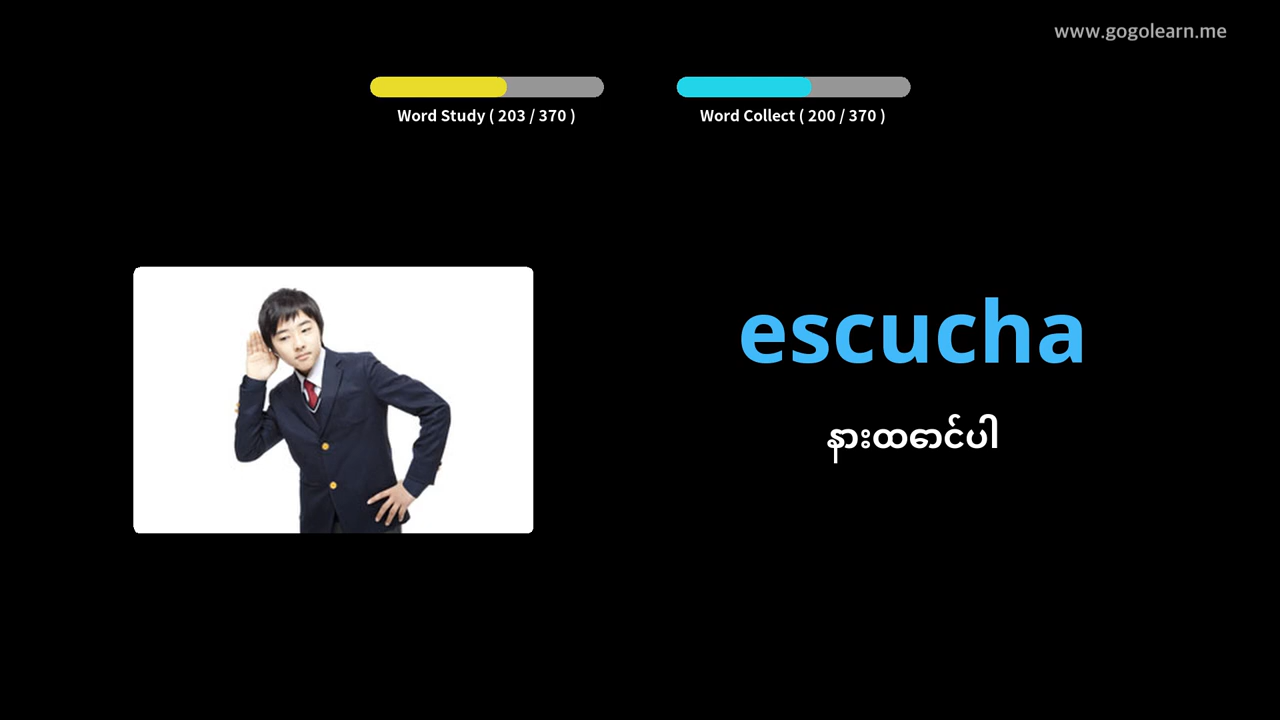 www.gogolearn.me
Word Study ( 203 / 370 )
Word Collect ( 200 / 370 )
escucha
နားထောင်ပါ